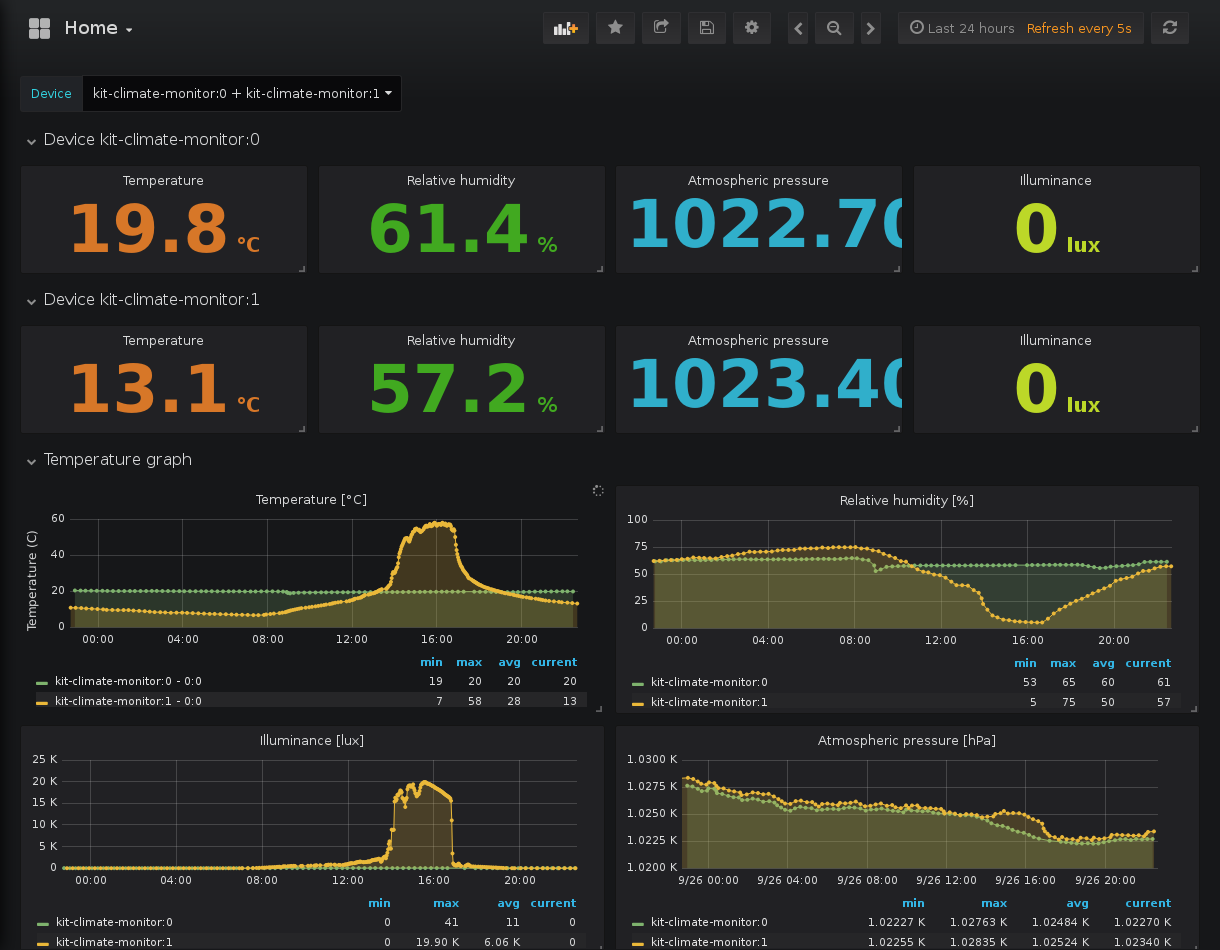 Home
Last 24 hours Refresh every 5s
Device kit-climate-monitor:0 + kit-climate-monitor:1
Device kit-climate-monitor:0
Temperature Relative humidity Atmospheric pressure Illuminance
19.8 °C 61.4 % 1022.70 0 lux
Device kit-climate-monitor:1
Temperature Relative humidity Atmospheric pressure Illuminance
13.1 °C 57.2 % 1023.40 0 lux
Temperature graph
Temperature [°C]
Temperature (C)
60
40
20
0
00:00 04:00 08:00 12:00 16:00 20:00
min max avg current
kit-climate-monitor:0 - 0:0 19 20 20 20
kit-climate-monitor:1 - 0:0 7 58 28 13
Relative humidity [%]
100
75
50
25
0
00:00 04:00 08:00 12:00 16:00 20:00
min max avg current
kit-climate-monitor:0 53 65 60 61
kit-climate-monitor:1 5 75 50 57
Illuminance [lux]
25 K
20 K
15 K
10 K
5 K
0
00:00 04:00 08:00 12:00 16:00 20:00
min max avg current
kit-climate-monitor:0 0 41 11 0
kit-climate-monitor:1 0 19.90 K 6.06 K 0
Atmospheric pressure [hPa]
1.0300 K
1.0275 K
1.0250 K
1.0225 K
1.0200 K
9/26 00:00 9/26 04:00 9/26 08:00 9/26 12:00 9/26 16:00 9/26 20:00
min max avg current
kit-climate-monitor:0 1.02227 K 1.02763 K 1.02484 K 1.02270 K
kit-climate-monitor:1 1.02255 K 1.02835 K 1.02524 K 1.02340 K